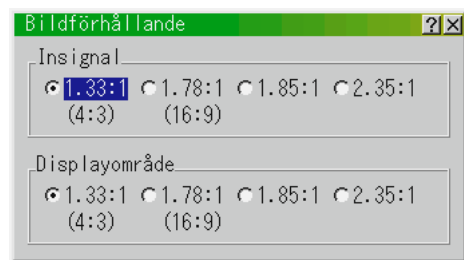 Bildförhållande
Insignal
1.33:1 1.78:1 1.85:1 2.35:1
(4:3) (16:9)
Displayområde
1.33:1 1.78:1 1.85:1 2.35:1
(4:3) (16:9)